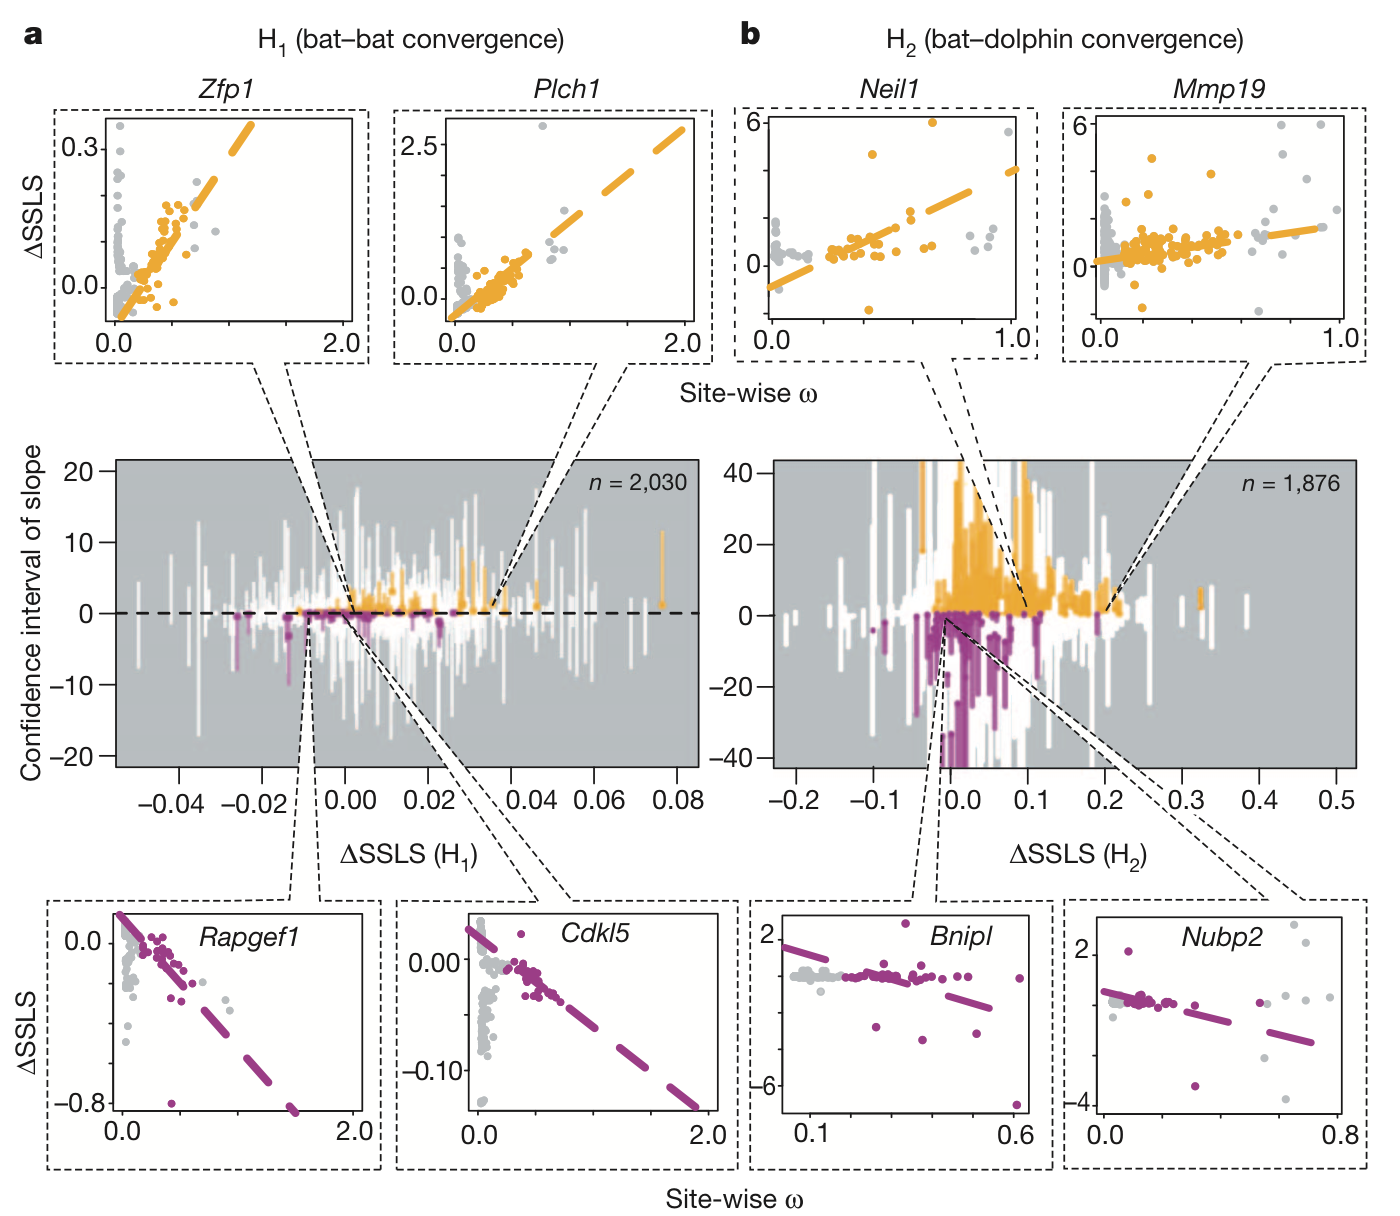 a
H1 (bat–bat convergence)
b
H2 (bat–dolphin convergence)
Zfp1
Plch1
Neil1
Mmp19
ΔSSLS
0.3
0.0
0.0
2.0
2.5
0.0
0.0
2.0
6
0
0.0
1.0
6
0
0.0
1.0
Site-wise ω
Confidence interval of slope
20
10
0
−10
−20
n = 2,030
−0.04
−0.02
0.00
0.02
0.04
0.06
0.08
ΔSSLS (H1)
40
20
0
−20
−40
n = 1,876
−0.2
−0.1
0.0
0.1
0.2
0.3
0.4
0.5
ΔSSLS (H2)
ΔSSLS
Rapgef1
0.0
−0.8
0.0
2.0
Cdkl5
0.00
−0.10
0.0
2.0
Bnipl
2
−6
0.1
0.6
Nubp2
2
−4
0.0
0.8
Site-wise ω